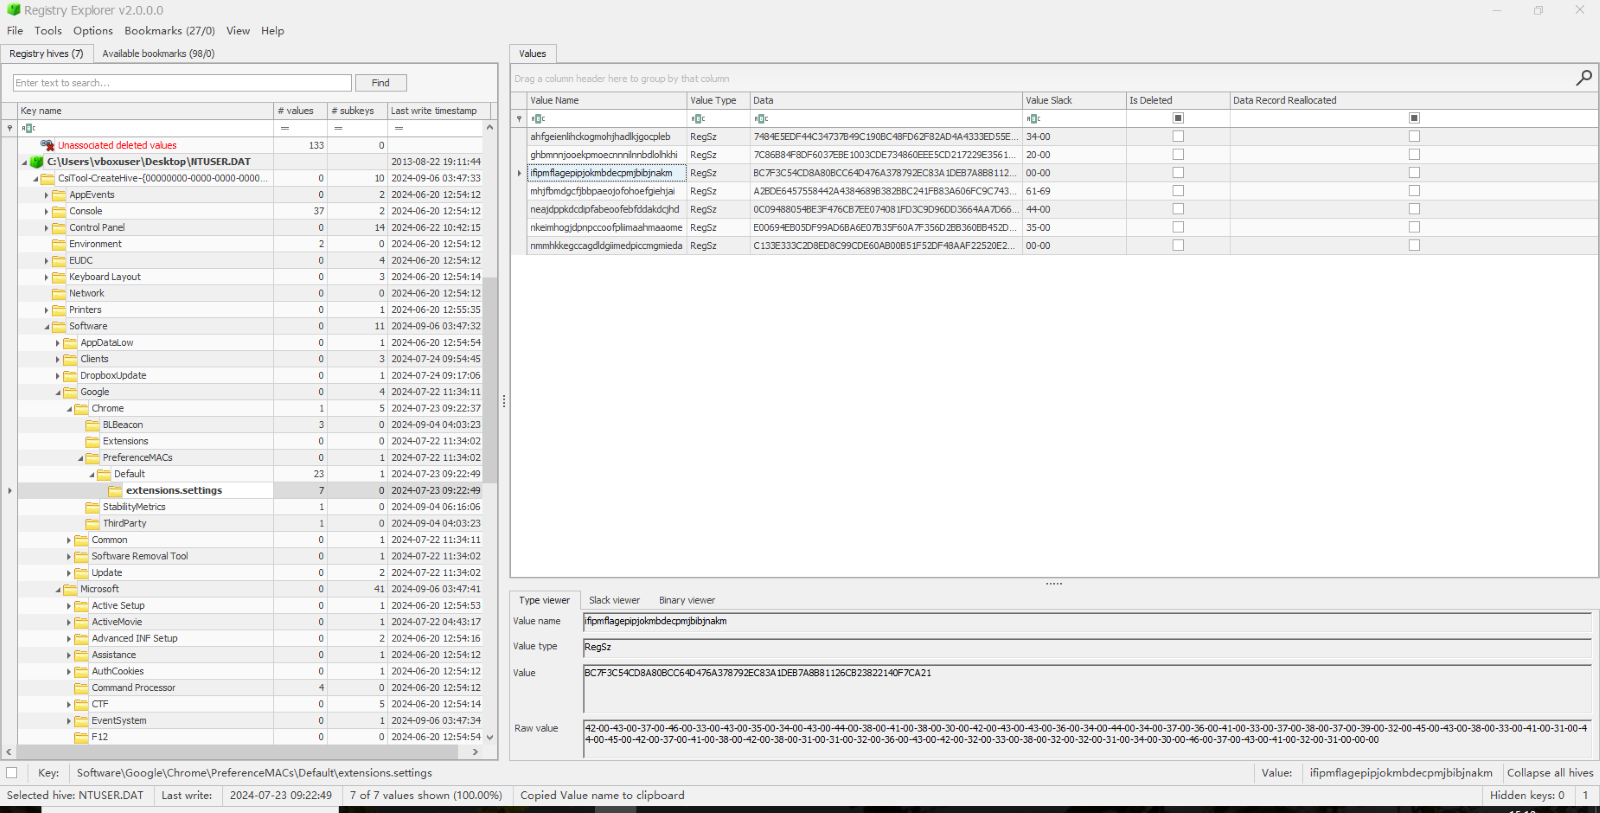 Registry Explorer v2.0.0.0
File Tools Options Bookmarks (27/0) View Help
Registry hives (7) Available bookmarks (98/0)
Enter text to search... Find
Key name # values # subkeys Last write timestamp
= = =
Unassociated deleted values 133 0
C:\Users\vboxuser\Desktop\NTUSER.DAT 2013-08-22 19:11:44
CsiTool-CreateHive-{00000000-0000-0000-0000... 0 10 2024-09-06 03:47:33
AppEvents 0 2 2024-06-20 12:54:12
Console 37 2 2024-06-20 12:54:12
Control Panel 0 14 2024-06-22 10:42:15
Environment 2 0 2024-06-20 12:54:12
EUDC 0 4 2024-06-20 12:54:12
Keyboard Layout 0 3 2024-06-20 12:54:14
Network 0 0 2024-06-20 12:54:12
Printers 0 1 2024-06-20 12:55:35
Software 0 11 2024-09-06 03:47:32
AppDataLow 0 1 2024-06-20 12:54:54
Clients 0 3 2024-07-24 09:54:45
DropboxUpdate 0 1 2024-07-24 09:17:06
Google 0 4 2024-07-22 11:34:11
Chrome 1 5 2024-07-23 09:22:37
BLBeacon 3 0 2024-09-04 04:03:23
Extensions 0 0 2024-07-22 11:34:02
PreferenceMACs 0 1 2024-07-22 11:34:02
Default 23 1 2024-07-23 09:22:49
extensions.settings 7 0 2024-07-23 09:22:49
StabilityMetrics 1 0 2024-09-04 06:16:06
ThirdParty 1 0 2024-09-04 04:03:23
Common 0 1 2024-07-22 11:34:11
Software Removal Tool 0 1 2024-07-22 11:34:02
Update 0 2 2024-07-22 11:34:02
Microsoft 0 41 2024-09-06 03:47:41
Active Setup 0 1 2024-06-20 12:54:53
ActiveMovie 0 1 2024-07-22 04:43:17
Advanced INF Setup 0 2 2024-06-20 12:54:16
Assistance 0 1 2024-06-20 12:54:12
AuthCookies 0 1 2024-06-20 12:54:12
Command Processor 4 0 2024-06-20 12:54:12
CTF 0 5 2024-06-20 12:54:14
EventSystem 0 1 2024-09-06 03:47:34
F12 0 0 2024-06-20 12:54:54
Values
Drag a column header here to group by that column
Value Name Value Type Data Value Slack Is Deleted Data Record Reallocated
ahfgeienlihckogmohjhadlkjgocpleb RegSz 7484E5EDF44C34737B49C190BC48FD62F82AD4A4333ED55E... 34-00
ghbmnnjooekpmoecnnnilnnbdlolhkhi RegSz 7C86B84F8DF6037EBE1003CDE734860EEE5CD217229E3561... 20-00
ifipmflagepipjokmbdecpmjbibjnakm RegSz BC7F3C54CD8A80BCC64D476A378792EC83A1DEB7A8B8112... 00-00
mhjfbmdgcfjbbpaeojofohoefgiehjai RegSz A2BDE6457558442A4384689B382BBC241FB83A606FC9C743... 61-69
neajdppkdcdipfabeoofebfddakdcjhd RegSz 0C09488054BE3F476CB7EE074081FD3C9D96DD3664AA7D66... 44-00
nkeimhogjdpnpccoofpliimaahmaaome RegSz E00694EB05DF99AD6BA6E07B35F60A7F356D2BB360BB452D... 35-00
nmmhkkegccagdldgiimedpiccmgmieda RegSz C133E333C2D8ED8C99CDE60AB00B51F52DF48AAF22520E2... 00-00
Type viewer Slack viewer Binary viewer
Value name ifipmflagepipjokmbdecpmjbibjnakm
Value type RegSz
Value BC7F3C54CD8A80BCC64D476A378792EC83A1DEB7A8B81126CB23822140F7CA21
Raw value 42-00-43-00-37-00-46-00-33-00-43-00-35-00-34-00-43-00-44-00-38-00-41-00-38-00-30-00-42-00-43-00-43-00-36-00-34-00-44-00-34-00-37-00-36-00-41-00-33-00-37-00-38-00-37-00-39-00-32-00-45-00-43-00-38-00-33-00-41-00-31-00-4
4-00-45-00-42-00-37-00-41-00-38-00-42-00-38-00-31-00-31-00-32-00-36-00-43-00-42-00-32-00-33-00-38-00-32-00-32-00-31-00-34-00-30-00-46-00-37-00-43-00-41-00-32-00-31-00-00-00
Key: Software\Google\Chrome\PreferenceMACs\Default\extensions.settings Value: ifipmflagepipjokmbdecpmjbibjnakm Collapse all hives
Selected hive: NTUSER.DAT Last write: 2024-07-23 09:22:49 7 of 7 values shown (100.00%) Copied Value name to clipboard Hidden keys: 0 1